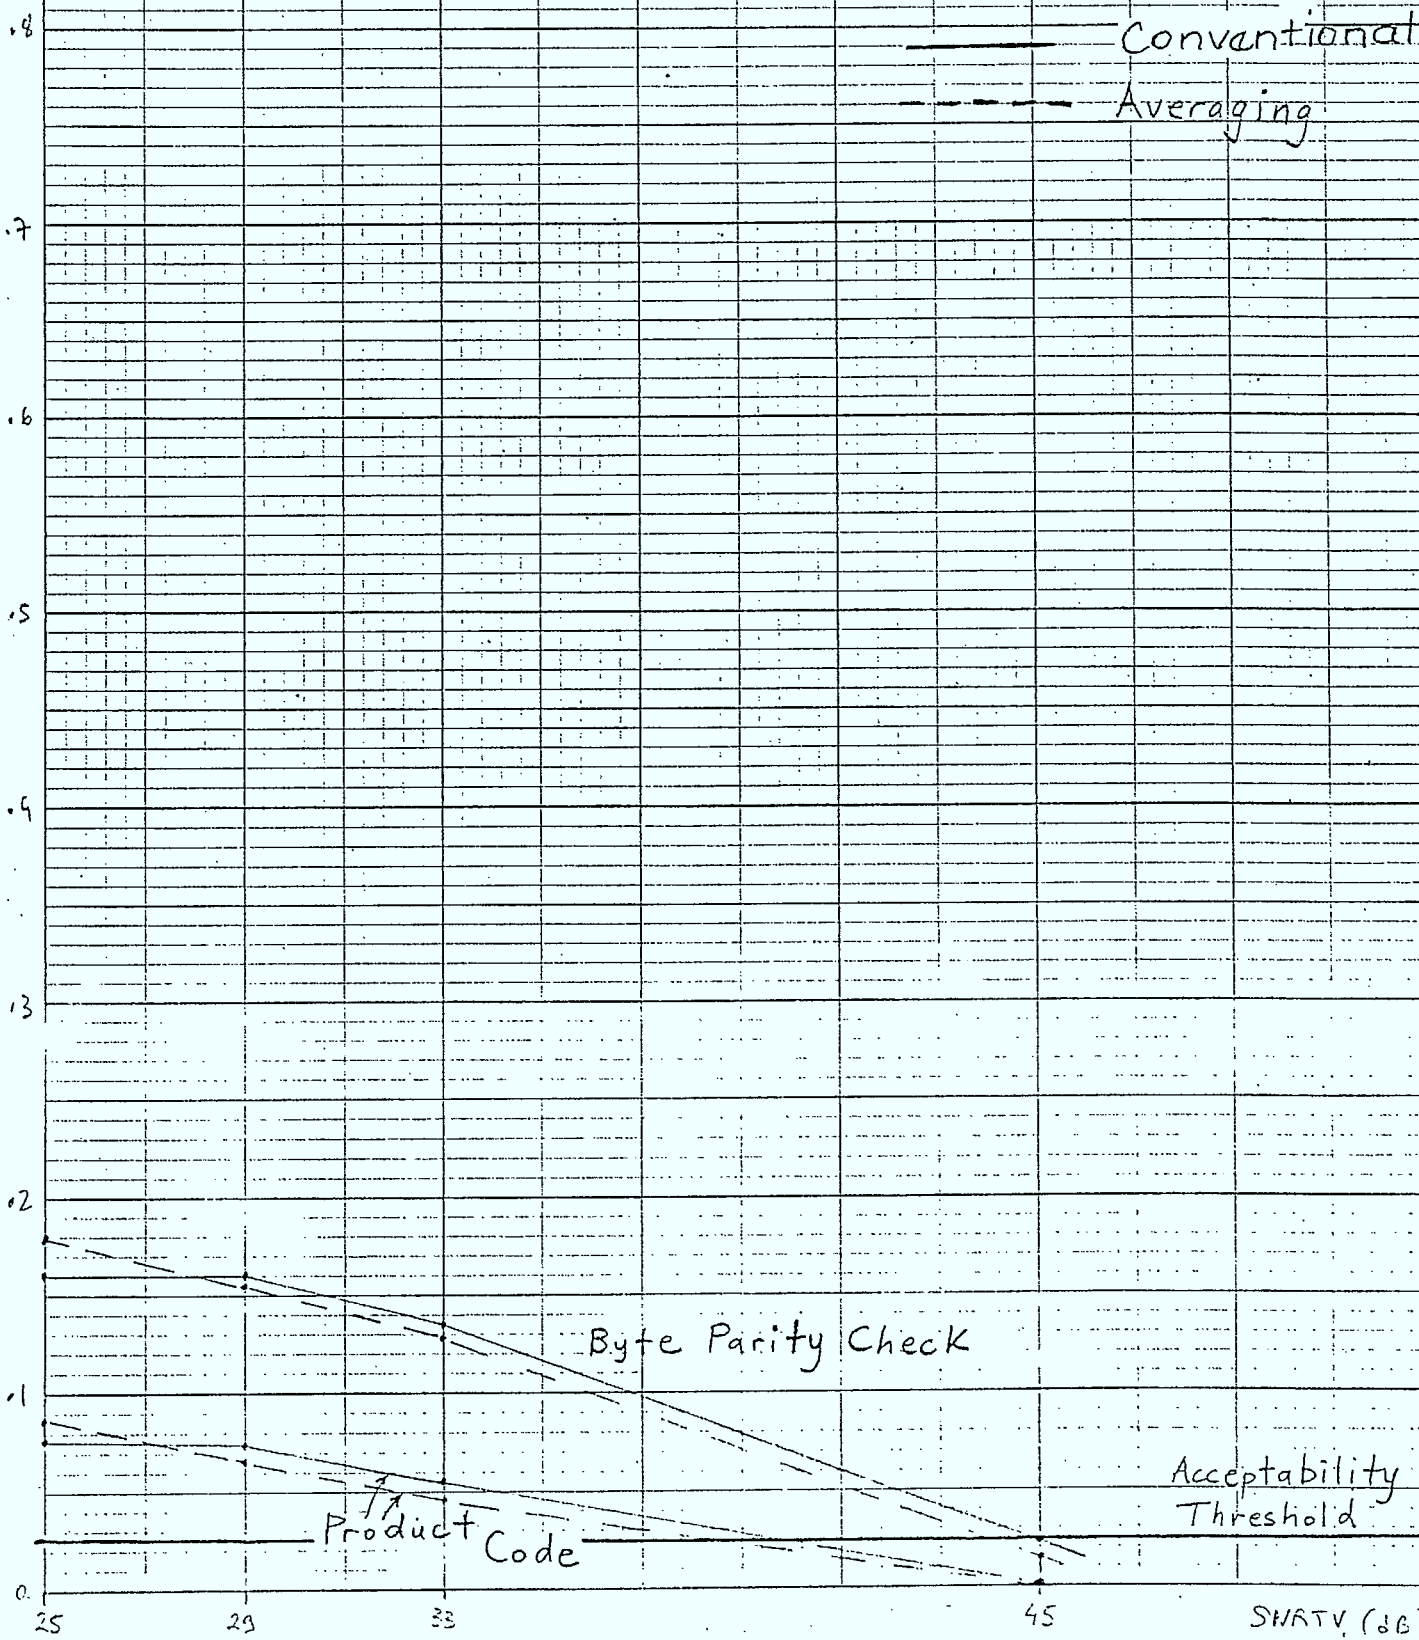 .8
Conventional
Averaging
.7
.6
.5
.4
.3
.2
Byte Parity Check
.1
Acceptability
Threshold
Product
Code
0.
25
29
33
45
SNRTV (dB